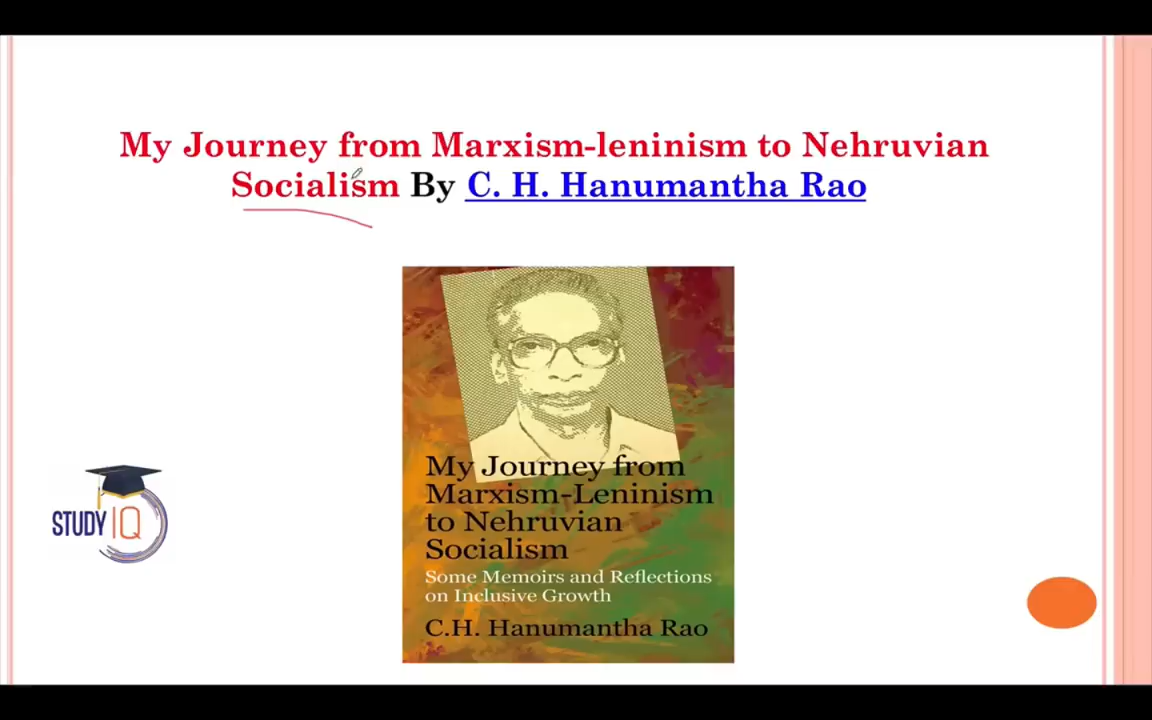 My Journey from Marxism-leninism to Nehruvian
Socialism By C. H. Hanumantha Rao
My Journey from
Marxism-Leninism
to Nehruvian
Socialism
Some Memoirs and Reflections
on Inclusive Growth
C.H. Hanumantha Rao
STUDY IQ